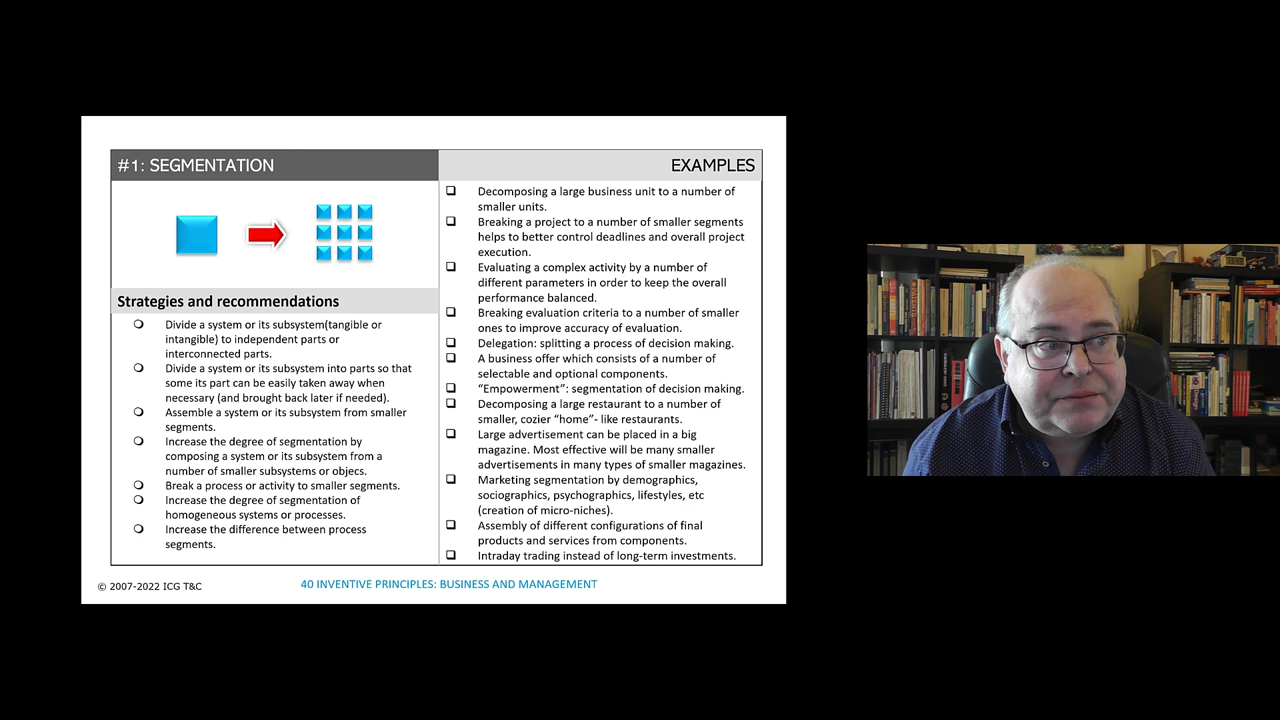 #1: SEGMENTATION
Strategies and recommendations
Divide a system or its subsystem(tangible or
intangible) to independent parts or
interconnected parts.
Divide a system or its subsystem into parts so that
some its part can be easily taken away when
necessary (and brought back later if needed).
Assemble a system or its subsystem from smaller
segments.
Increase the degree of segmentation by
composing a system or its subsystem from a
number of smaller subsystems or objecs.
Break a process or activity to smaller segments.
Increase the degree of segmentation of
homogeneous systems or processes.
Increase the difference between process
segments.
EXAMPLES
Decomposing a large business unit to a number of
smaller units.
Breaking a project to a number of smaller segments
helps to better control deadlines and overall project
execution.
Evaluating a complex activity by a number of
different parameters in order to keep the overall
performance balanced.
Breaking evaluation criteria to a number of smaller
ones to improve accuracy of evaluation.
Delegation: splitting a process of decision making.
A business offer which consists of a number of
selectable and optional components.
“Empowerment”: segmentation of decision making.
Decomposing a large restaurant to a number of
smaller, cozier “home”- like restaurants.
Large advertisement can be placed in a big
magazine. Most effective will be many smaller
advertisements in many types of smaller magazines.
Marketing segmentation by demographics,
sociographics, psychographics, lifestyles, etc
(creation of micro-niches).
Assembly of different configurations of final
products and services from components.
Intraday trading instead of long-term investments.
© 2007-2022 ICG T&C
40 INVENTIVE PRINCIPLES: BUSINESS AND MANAGEMENT